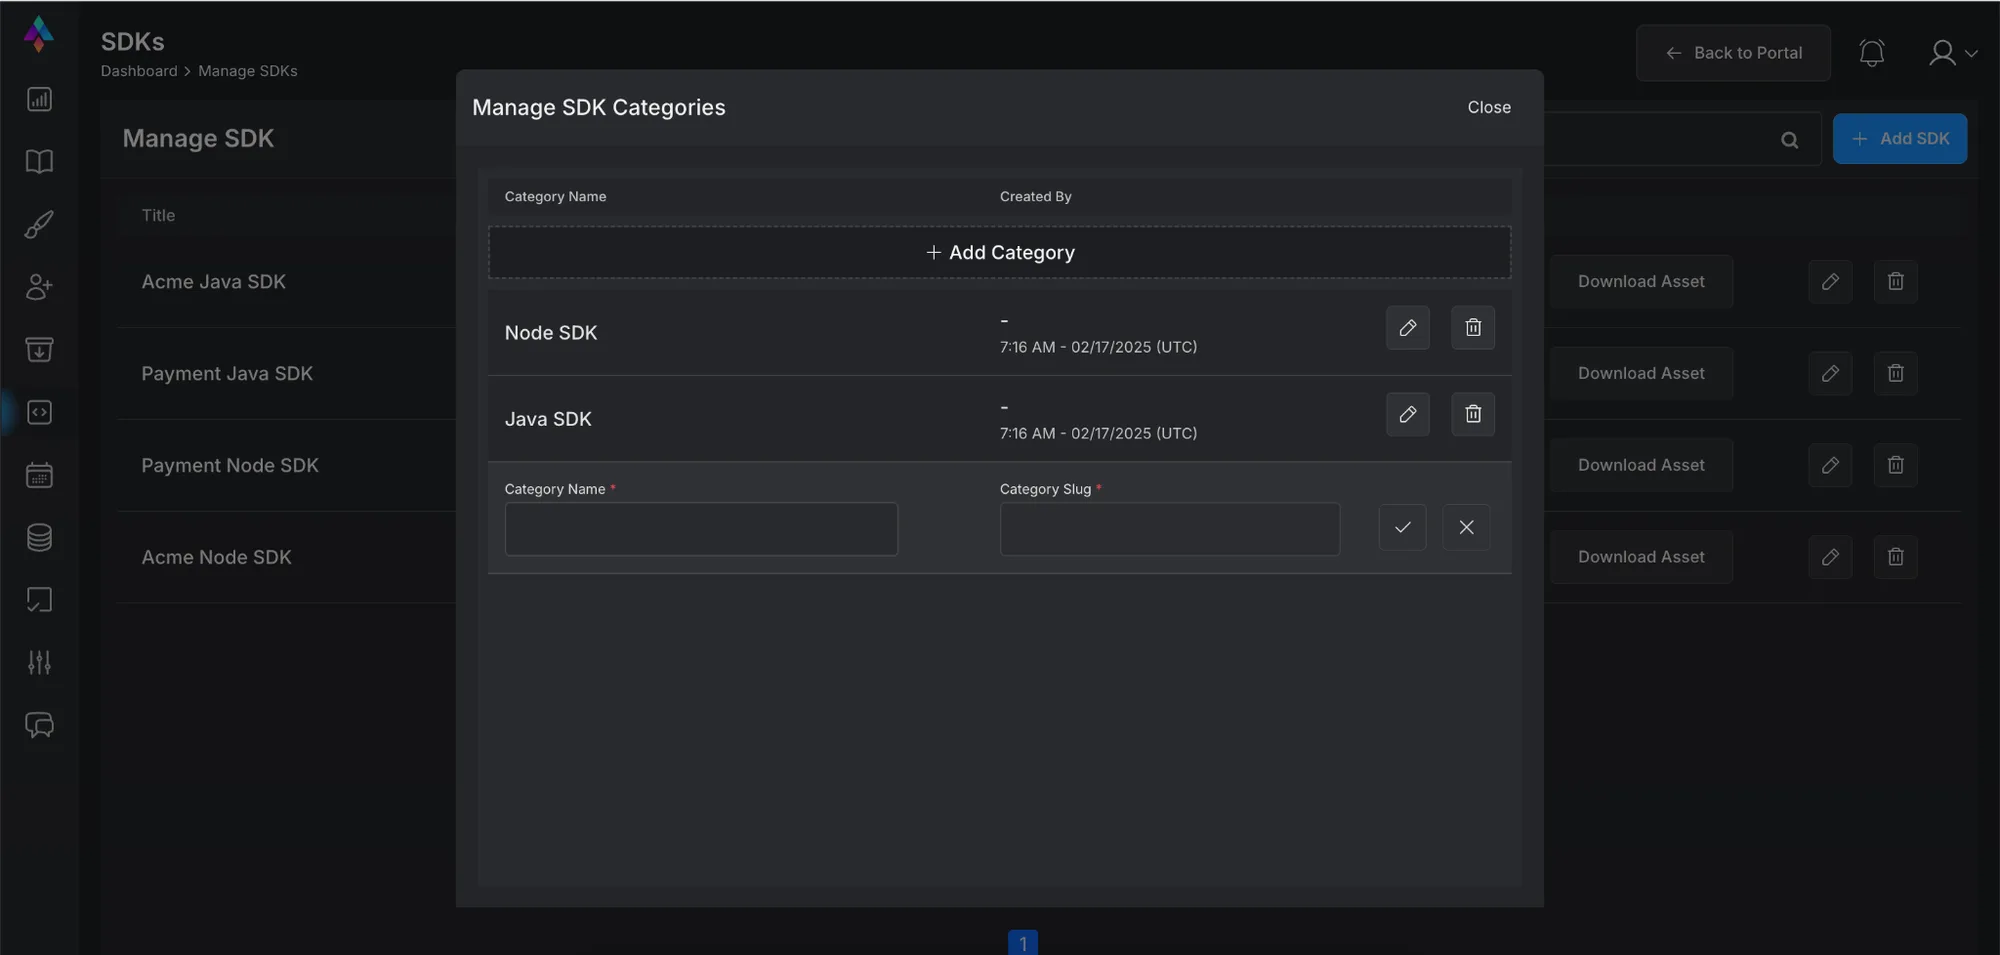 SDKs
Dashboard > Manage SDKs
Back to Portal
Manage SDK Categories
Close
Manage SDK
Add SDK
Category Name
Created By
Title
+ Add Category
Acme Java SDK
Download Asset
Node SDK
-
7:16 AM - 02/17/2025 (UTC)
Payment Java SDK
Download Asset
Java SDK
-
7:16 AM - 02/17/2025 (UTC)
Payment Node SDK
Download Asset
Category Name *
Category Slug *
Acme Node SDK
Download Asset
1